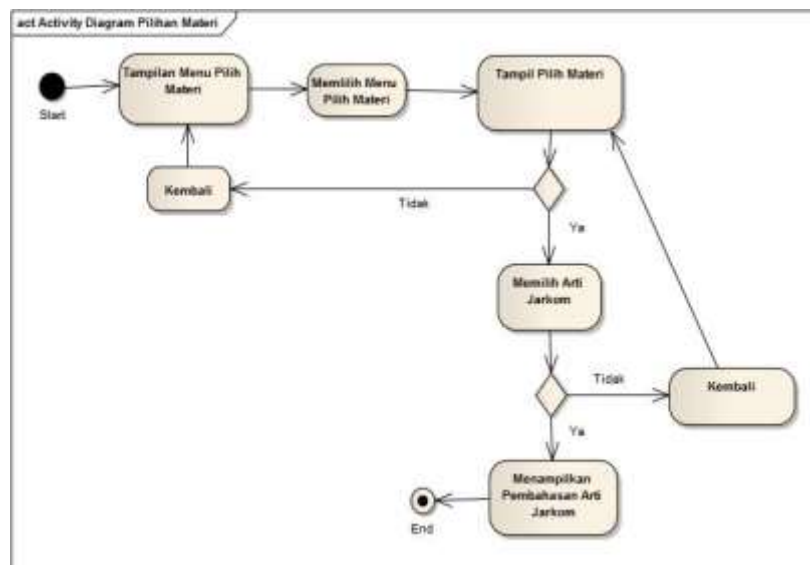 act Activity Diagram Pilihan Materi
Tampilan Menu Pilih
Materi
Memilih Menu
Pilih Materi
Tampil Pilih Materi
Start
Kembali
Tidak
Ya
Memilih Arti
Jarkom
Tidak
Kembali
Ya
Menampilkan
Pembahasan Arti
Jarkom
End